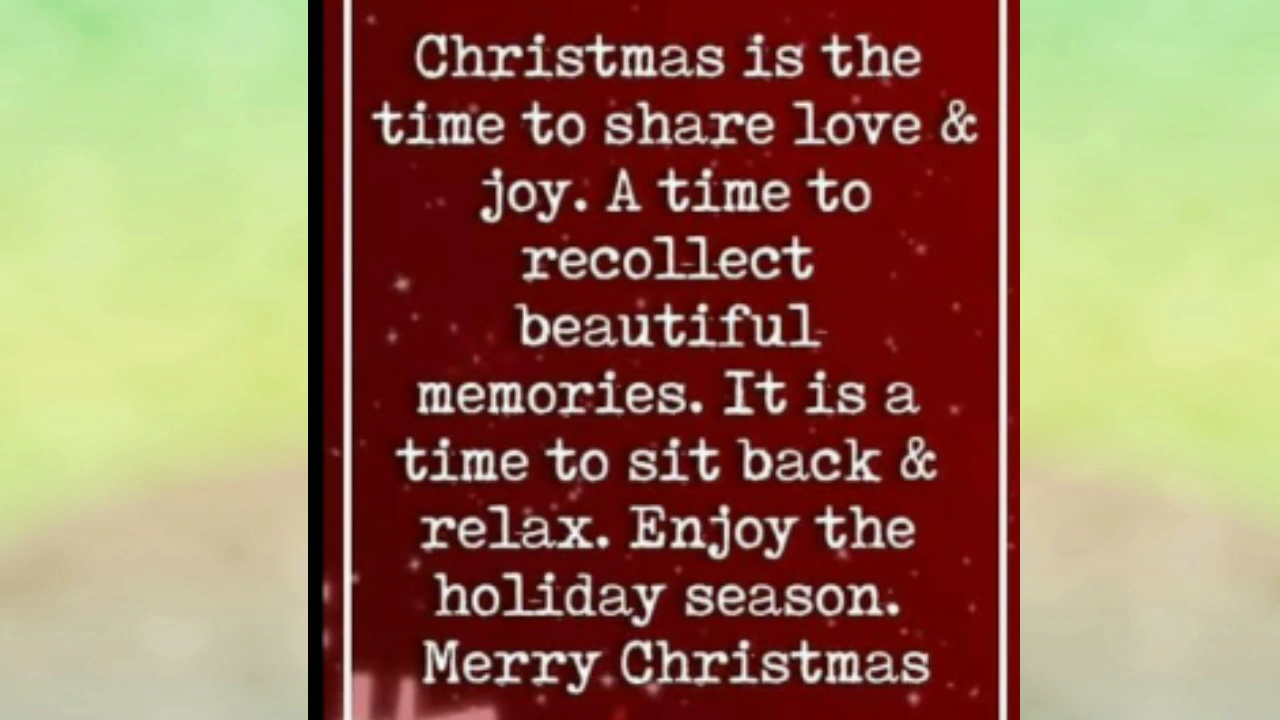 Christmas is the
time to share love &
joy. A time to
recollect
beautiful
memories. It is a
time to sit back &
relax. Enjoy the
holiday season.
Merry Christmas